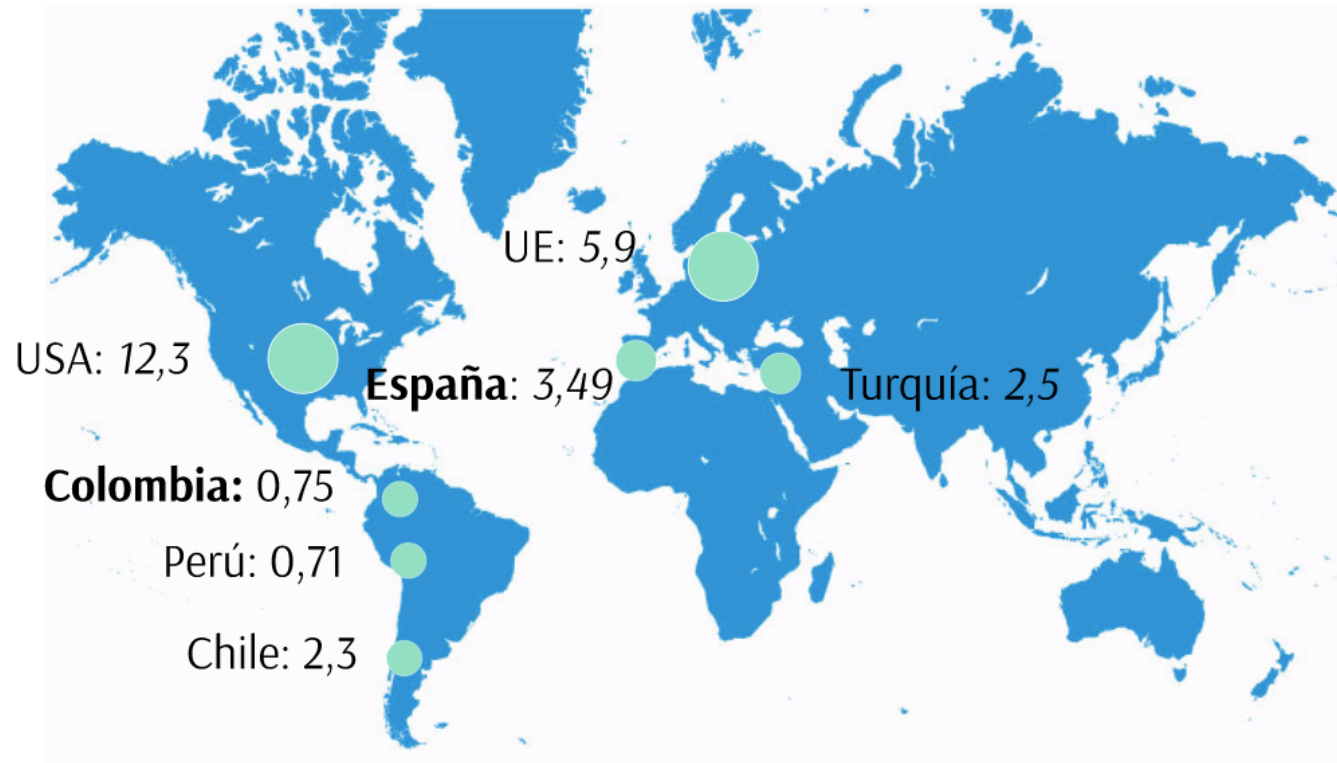 UE: 5,9
USA: 12,3
España: 3,49
Turquía: 2,5
Colombia: 0,75
Perú: 0,71
Chile: 2,3